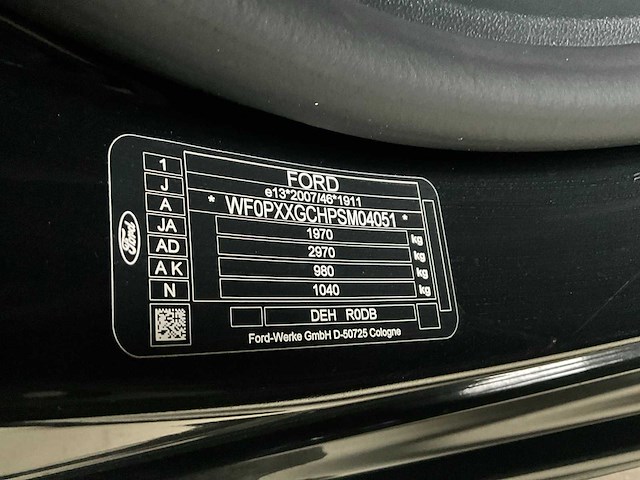 1
J
A
JA
AD
A K
N
Ford
FORD
e13*2007/46*1911
* WF0PXXGCHPSM04051 *
1970 kg
2970 kg
980 kg
1040 kg
DEH R0DB
Ford-Werke GmbH D-50725 Cologne